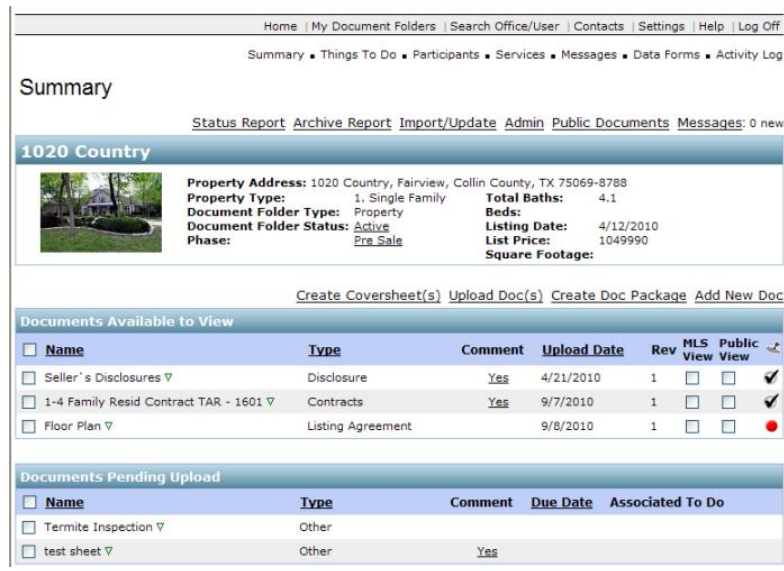 Home | My Document Folders | Search Office/User | Contacts | Settings | Help | Log Off
Summary ▪ Things To Do ▪ Participants ▪ Services ▪ Messages ▪ Data Forms ▪ Activity Log
Summary
Status Report Archive Report Import/Update Admin Public Documents Messages: 0 new
1020 Country
Property Address: 1020 Country, Fairview, Collin County, TX 75069-8788
Property Type: 1. Single Family Total Baths: 4.1
Document Folder Type: Property Beds:
Document Folder Status: Active Listing Date: 4/12/2010
Phase: Pre Sale List Price: 1049990
Square Footage:
Create Coversheet(s) Upload Doc(s) Create Doc Package Add New Doc
Documents Available to View
Name Type Comment Upload Date Rev MLS View Public View
Seller`s Disclosures Disclosure Yes 4/21/2010 1
1-4 Family Resid Contract TAR - 1601 Contracts Yes 9/7/2010 1
Floor Plan Listing Agreement 9/8/2010 1
Documents Pending Upload
Name Type Comment Due Date Associated To Do
Termite Inspection Other
test sheet Other Yes